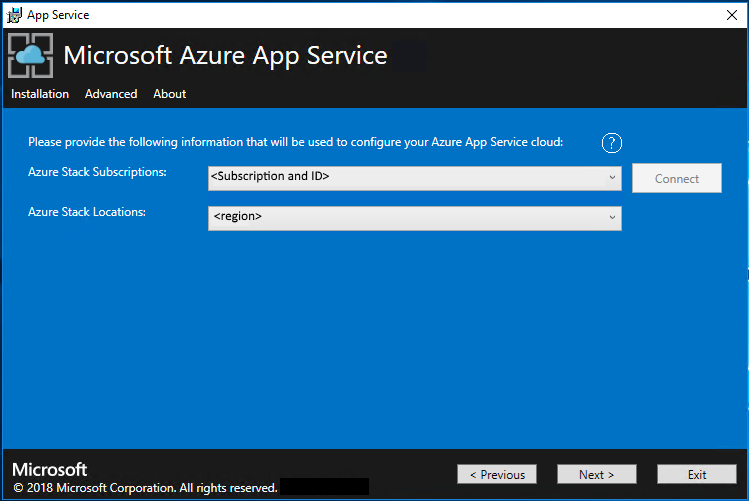 App Service
Microsoft Azure App Service
Installation Advanced About
Please provide the following information that will be used to configure your Azure App Service cloud: ?
Azure Stack Subscriptions: <Subscription and ID> Connect
Azure Stack Locations: <region>
Microsoft
© 2018 Microsoft Corporation. All rights reserved.
< Previous Next > Exit